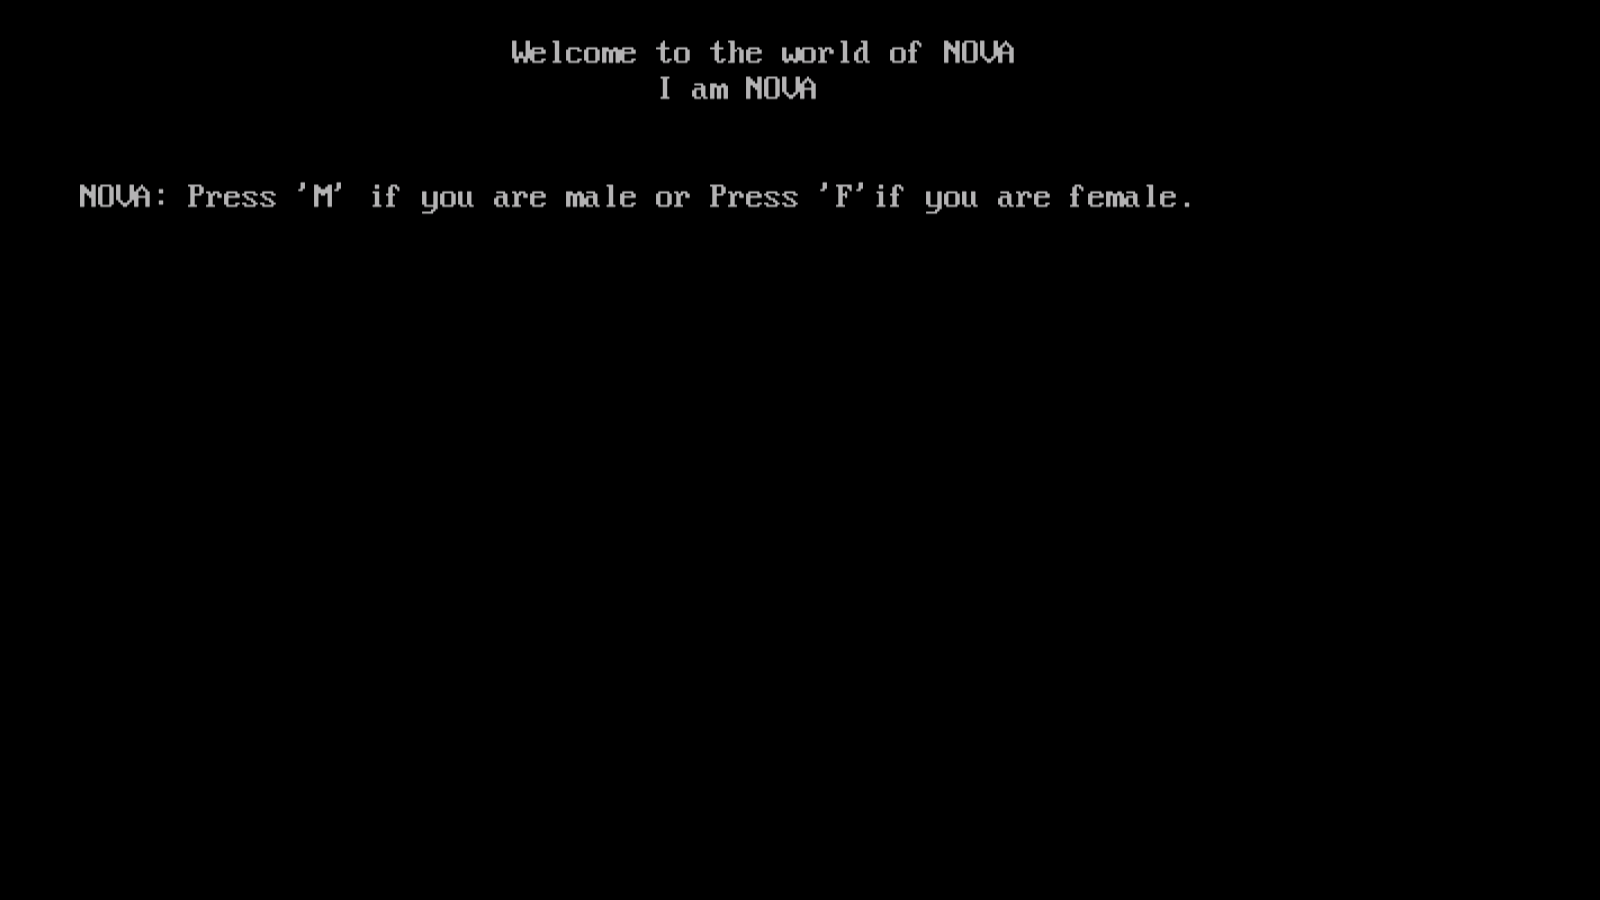 Welcome to the world of NOVA
I am NOVA
NOVA: Press 'M' if you are male or Press 'F'if you are female.